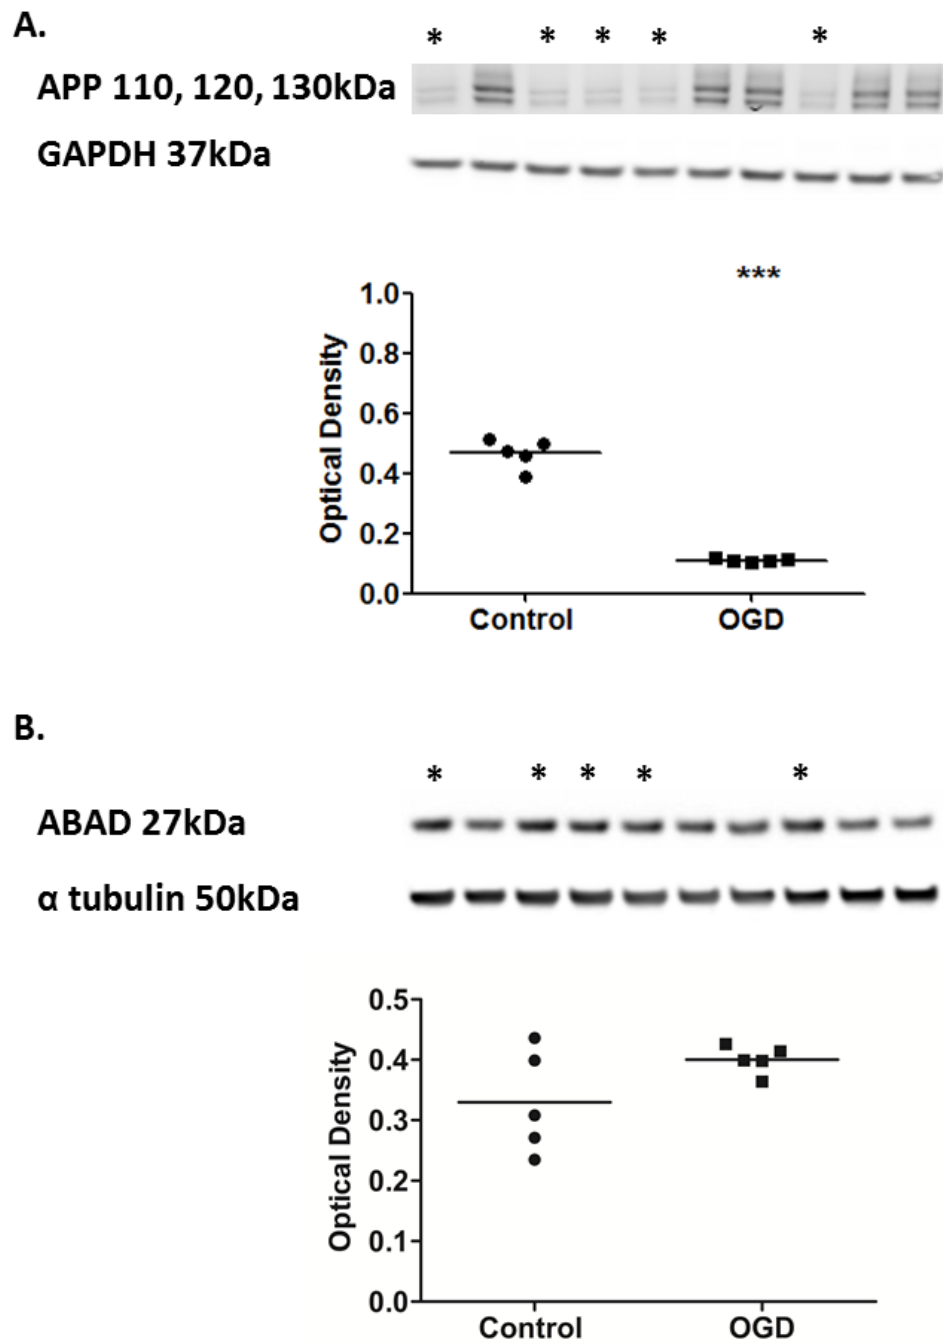 A.
* * * * *
APP 110, 120, 130kDa
GAPDH 37kDa
***
1.0
0.8
0.6
0.4
0.2
0.0
Optical Density
Control OGD
B.
* * * * *
ABAD 27kDa
α tubulin 50kDa
0.5
0.4
0.3
0.2
0.1
0.0
Optical Density
Control OGD